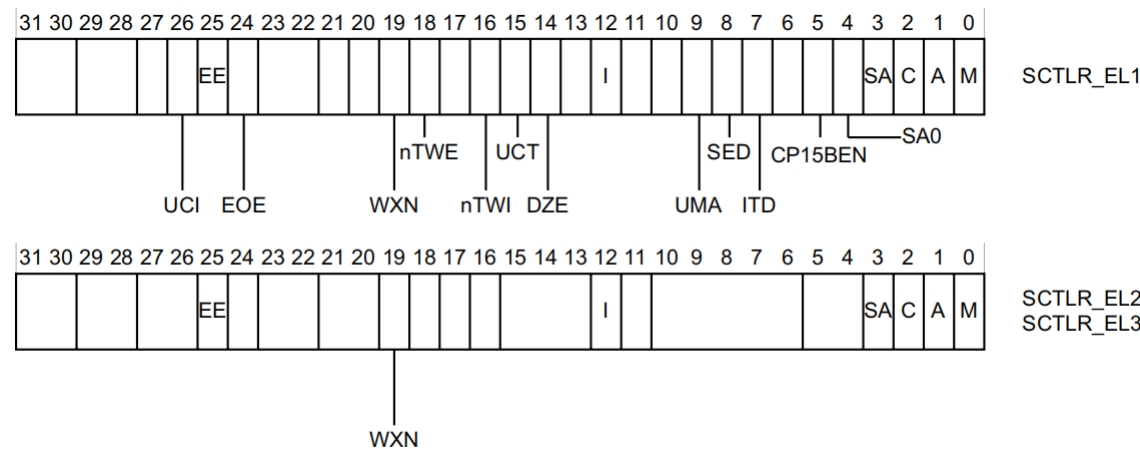 31 30 29 28 27 26 25 24 23 22 21 20 19 18 17 16 15 14 13 12 11 10 9 8 7 6 5 4 3 2 1 0
EE I SA C A M SCTLR_EL1
SA0
nTWE UCT SED CP15BEN
UCI EOE WXN nTWI DZE UMA ITD
31 30 29 28 27 26 25 24 23 22 21 20 19 18 17 16 15 14 13 12 11 10 9 8 7 6 5 4 3 2 1 0
EE I SA C A M SCTLR_EL2
SCTLR_EL3
WXN